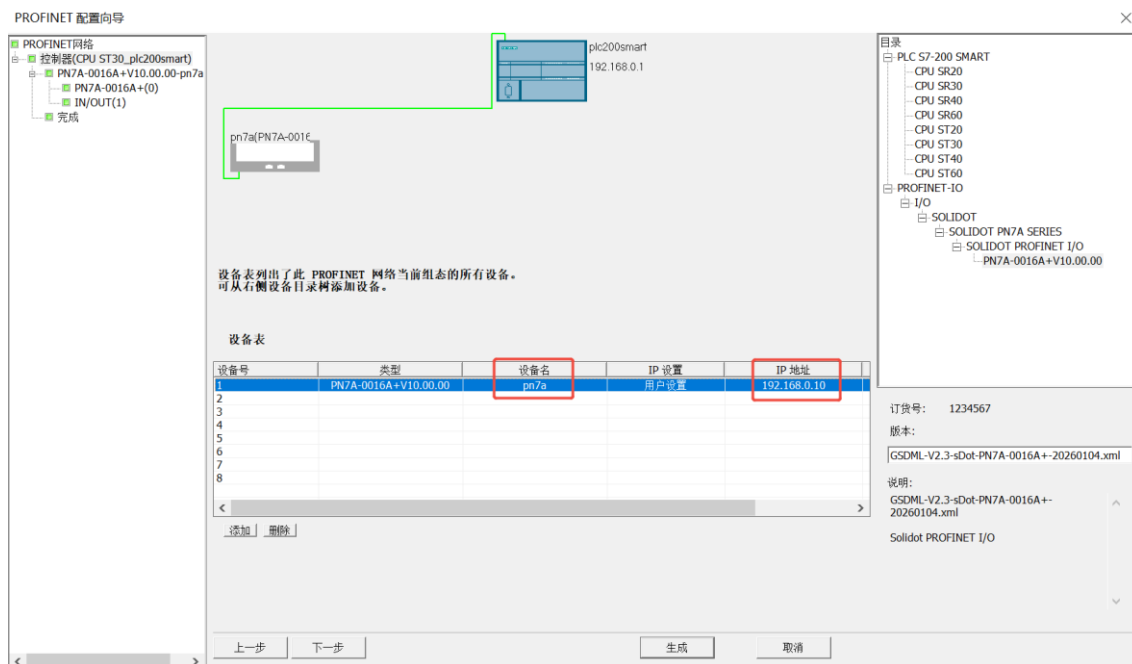 PROFINET 配置向导
PROFINET网络
控制器(CPU ST30_plc200smart)
PN7A-0016A+V10.00.00-pn7a
PN7A-0016A+(0)
IN/OUT(1)
完成
plc200smart
192.168.0.1
pn7a(PN7A-0016
设备表列出了此 PROFINET 网络当前组态的所有设备。
可从右侧设备目录树添加设备。
设备表
设备号 类型 设备名 IP 设置 IP 地址
1 PN7A-0016A+V10.00.00 pn7a 用户设置 192.168.0.10
2
3
4
5
6
7
8
添加 删除
上一步 下一步 生成 取消
目录
PLC S7-200 SMART
CPU SR20
CPU SR30
CPU SR40
CPU SR60
CPU ST20
CPU ST30
CPU ST40
CPU ST60
PROFINET-IO
I/O
SOLIDOT
SOLIDOT PN7A SERIES
SOLIDOT PROFINET I/O
PN7A-0016A+V10.00.00
订货号: 1234567
版本:
GSDML-V2.3-sDot-PN7A-0016A+-20260104.xml
说明:
GSDML-V2.3-sDot-PN7A-0016A+-
20260104.xml
Solidot PROFINET I/O